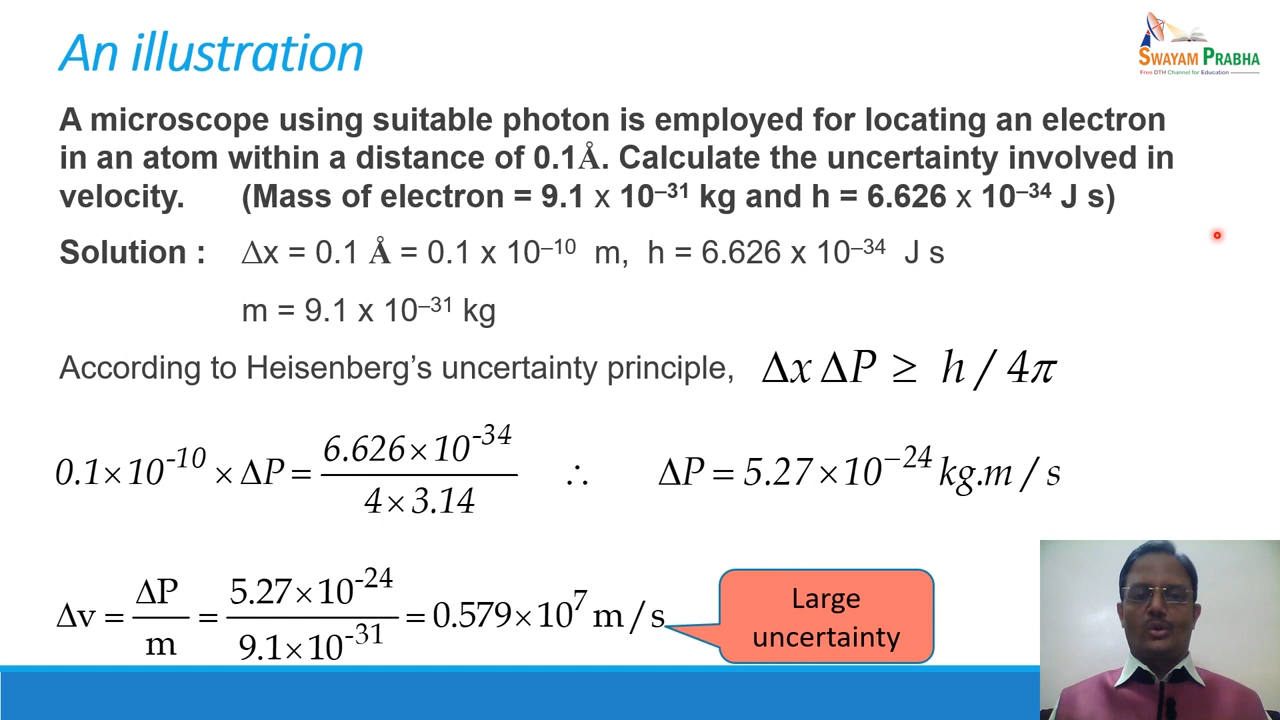 An illustration
SWAYAM PRABHA
Free DTH Channel for Education
A microscope using suitable photon is employed for locating an electron
in an atom within a distance of 0.1Å. Calculate the uncertainty involved in
velocity. (Mass of electron = 9.1 x 10⁻³¹ kg and h = 6.626 x 10⁻³⁴ J s)
Solution : Δx = 0.1 Å = 0.1 x 10⁻¹⁰ m, h = 6.626 x 10⁻³⁴ J s
m = 9.1 x 10⁻³¹ kg
According to Heisenberg’s uncertainty principle, Δx ΔP ≥ h / 4π
0.1×10⁻¹⁰ × ΔP = 6.626×10⁻³⁴ / 4×3.14 ∴ ΔP = 5.27×10⁻²⁴ kg.m / s
Δv = ΔP / m = 5.27×10⁻²⁴ / 9.1×10⁻³¹ = 0.579×10⁷ m / s
Large
uncertainty